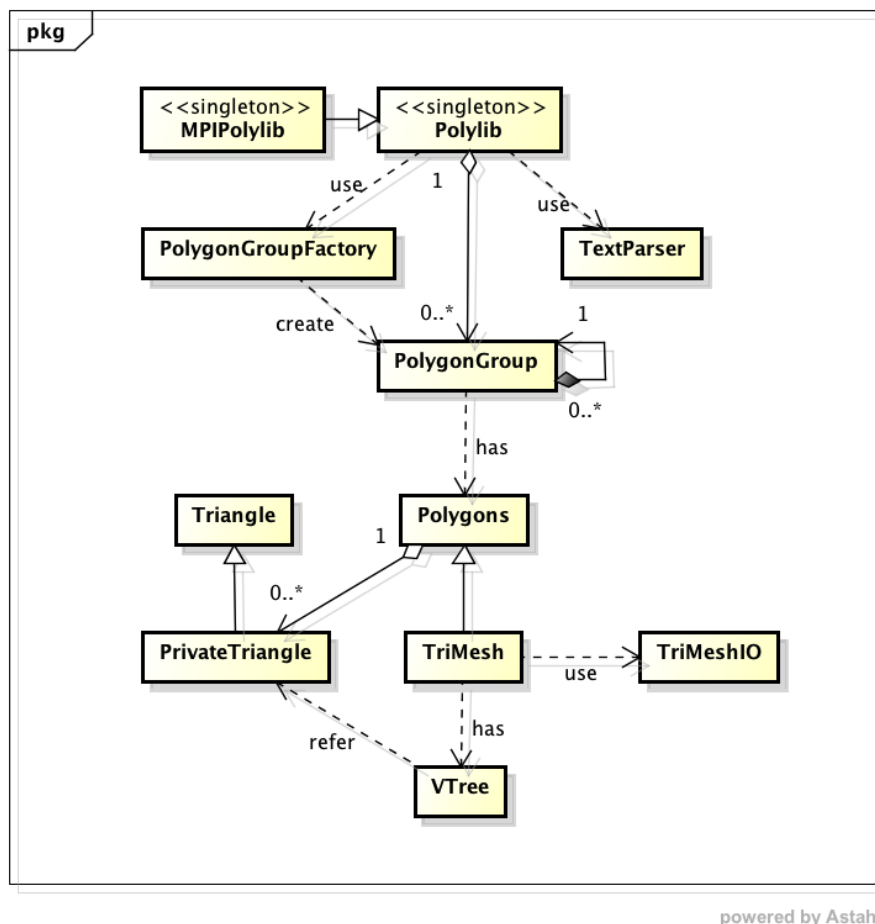 pkg
<<singleton>>
MPIPolylib
<<singleton>>
Polylib
1
use
use
PolygonGroupFactory
TextParser
create
0..*
1
PolygonGroup
0..*
has
Triangle
Polygons
1
0..*
PrivateTriangle
TriMesh
TriMeshIO
use
has
refer
VTree
powered by Astah